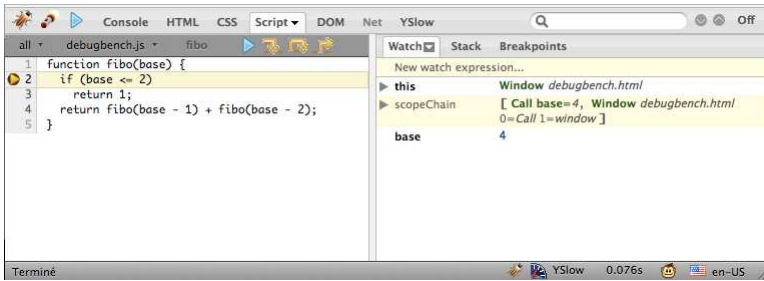 Console HTML CSS Script DOM Net YSlow Off
all debugbench.js fibo
Watch Stack Breakpoints
1 function fibo(base) {
2 if (base <= 2)
3 return 1;
4 return fibo(base - 1) + fibo(base - 2);
5 }
New watch expression...
this Window debugbench.html
scopeChain [ Call base=4, Window debugbench.html
0=Call 1=window ]
base 4
Terminé YSlow 0.076s en-US